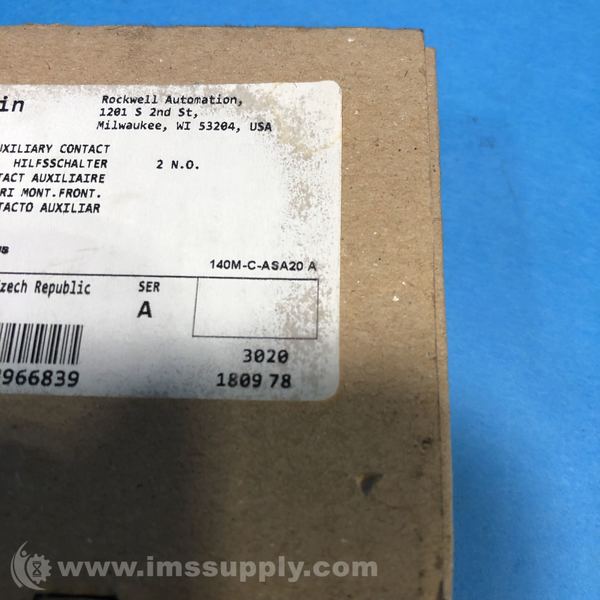 in
Rockwell Automation,
1201 S 2nd St,
Milwaukee, WI 53204, USA
UXILIARY CONTACT
HILFSSCHALTER 2 N.O.
TACT AUXILIAIRE
RI MONT.FRONT.
TACTO AUXILIAR
140M-C-ASA20 A
zech Republic SER
A
3020
966839 1809 78
www.imssupply.com